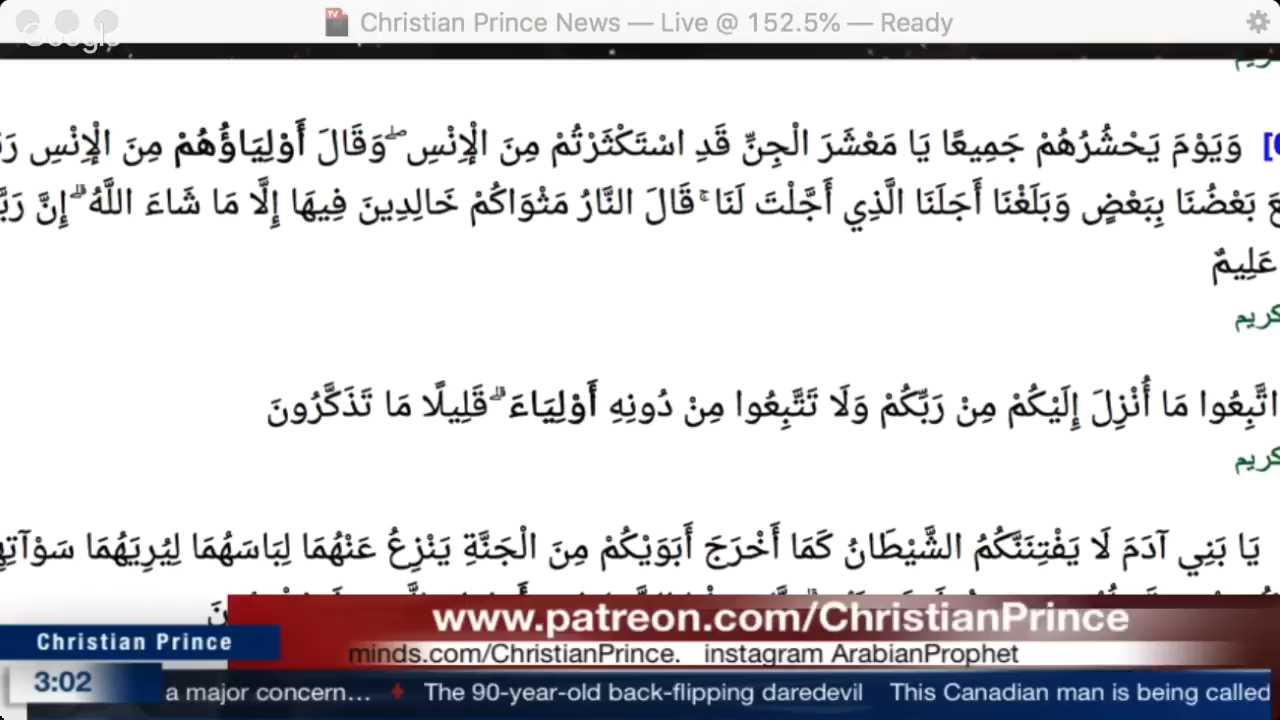 Christian Prince News — Live @ 152.5% — Ready
Google
وَيَوْمَ يَحْشُرُهُمْ جَمِيعًا يَا مَعْشَرَ الْجِنِّ قَدِ اسْتَكْثَرْتُمْ مِنَ الْإِنْسِ ۖ وَقَالَ أَوْلِيَاؤُهُمْ مِنَ الْإِنْسِ
بَعْضُنَا بِبَعْضٍ وَبَلَغْنَا أَجَلَنَا الَّذِي أَجَّلْتَ لَنَا ۚ قَالَ النَّارُ مَثْوَاكُمْ خَالِدِينَ فِيهَا إِلَّا مَا شَاءَ اللَّهُ ۗ إِنَّ
عَلِيمٌ
اتَّبِعُوا مَا أُنْزِلَ إِلَيْكُمْ مِنْ رَبِّكُمْ وَلَا تَتَّبِعُوا مِنْ دُونِهِ أَوْلِيَاءَ ۗ قَلِيلًا مَا تَذَكَّرُونَ
يَا بَنِي آدَمَ لَا يَفْتِنَنَّكُمُ الشَّيْطَانُ كَمَا أَخْرَجَ أَبَوَيْكُمْ مِنَ الْجَنَّةِ يَنْزِعُ عَنْهُمَا لِبَاسَهُمَا لِيُرِيَهُمَا
www.patreon.com/ChristianPrince
Christian Prince
minds.com/ChristianPrince. instagram ArabianProphet
3:02
a major concern... ♦ The 90-year-old back-flipping daredevil This Canadian man is being called